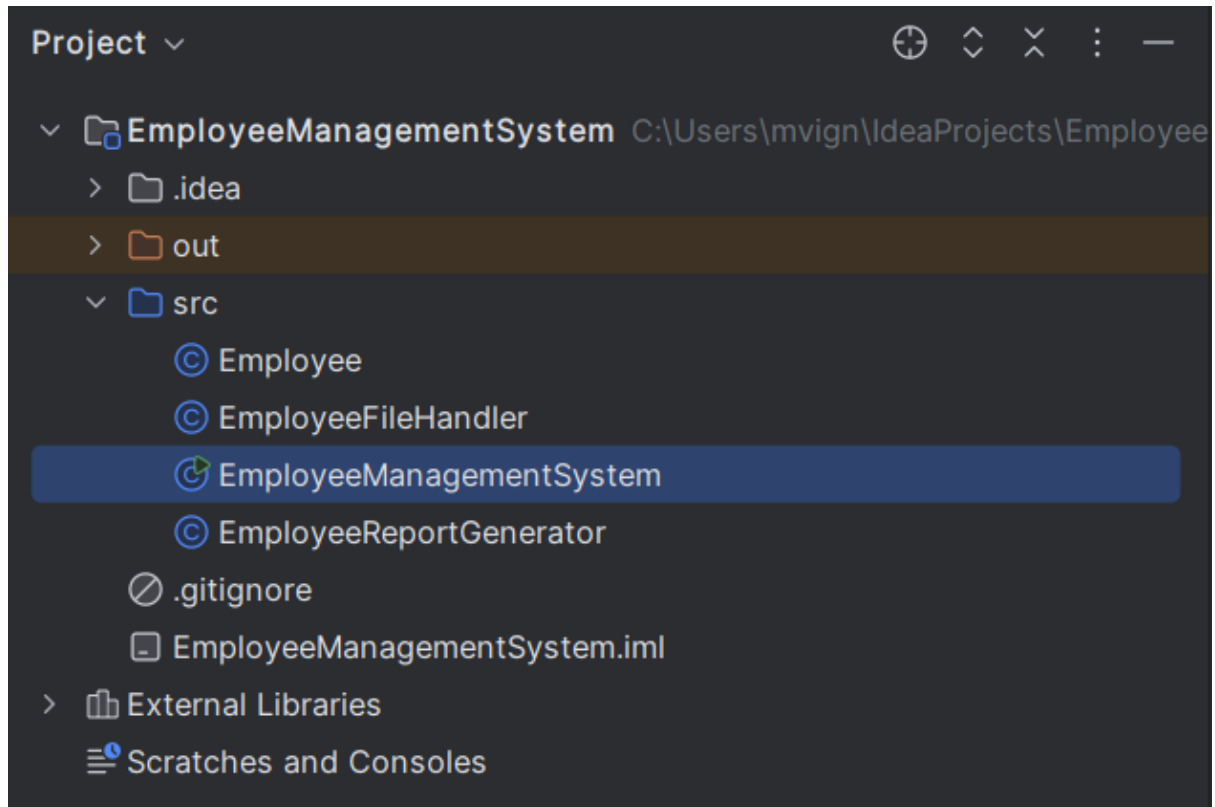 Project
EmployeeManagementSystem C:\Users\mvign\IdeaProjects\Employee
.idea
out
src
Employee
EmployeeFileHandler
EmployeeManagementSystem
EmployeeReportGenerator
.gitignore
EmployeeManagementSystem.iml
External Libraries
Scratches and Consoles